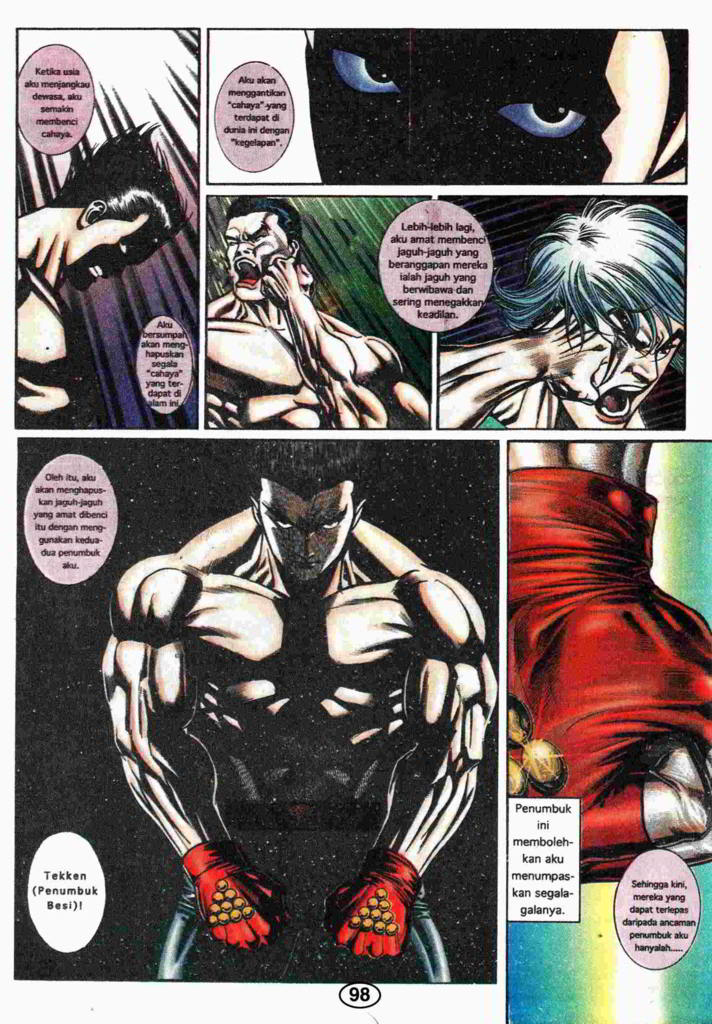 Ketika usia
aku menjangkau
dewasa, aku
semakin
membenci
cahaya.
Aku
bersumpah
akan meng-
hapuskan
segala
"cahaya"
yang ter-
dapat di
alam ini.
Aku akan
menggantikan
"cahaya" yang
terdapat di
dunia ini dengan
"kegelapan".
Lebih-lebih lagi,
aku amat membenci
jaguh-jaguh yang
beranggapan mereka
ialah jaguh yang
berwibawa dan
sering menegakkan
keadilan.
Oleh itu, aku
akan menghapus-
kan jaguh-jaguh
yang amat dibenci
itu dengan meng-
gunakan kedua-
dua penumbuk
aku.
Tekken
(Penumbuk
Besi)!
Penumbuk
ini
memboleh-
kan aku
menumpas-
kan segala-
galanya.
Sehingga kini,
mereka yang
dapat terlepas
daripada ancaman
penumbuk aku
hanyalah.....
98